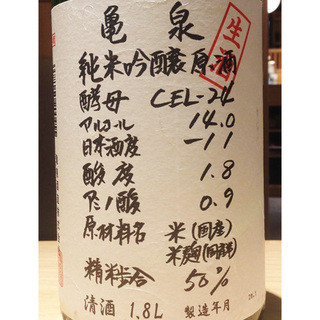 亀泉
生酒
純米吟醸原酒
酵母 CEL-24
アルコール 14.0
日本酒度 -11
酸度 1.8
アミノ酸 0.9
原材料名 米(国産)
米麹(国産米)
精米歩合 50%
清酒 1.8L 製造年月